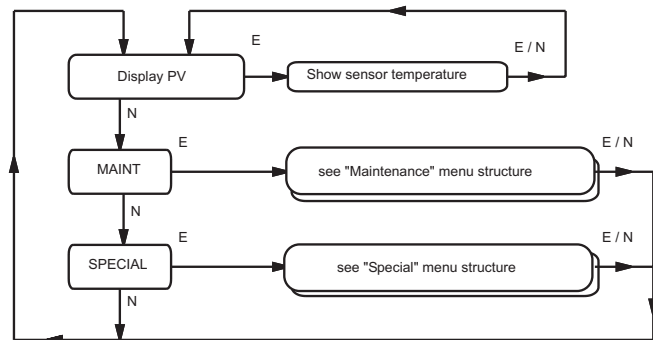 E
E / N
Display PV
Show sensor temperature
N
E
E / N
MAINT
see "Maintenance" menu structure
N
E
E / N
SPECIAL
see "Special" menu structure
N